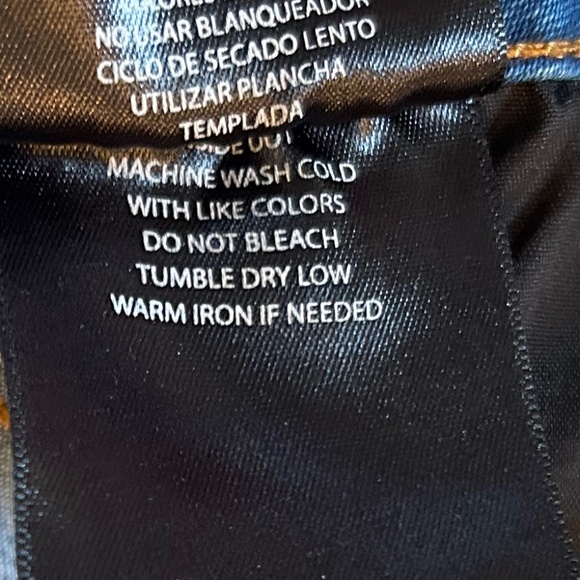 NO USAR BLANQUEADOR
CICLO DE SECADO LENTO
UTILIZAR PLANCHA
TEMPLADA
OUT
MACHINE WASH COLD
WITH LIKE COLORS
DO NOT BLEACH
TUMBLE DRY LOW
WARM IRON IF NEEDED